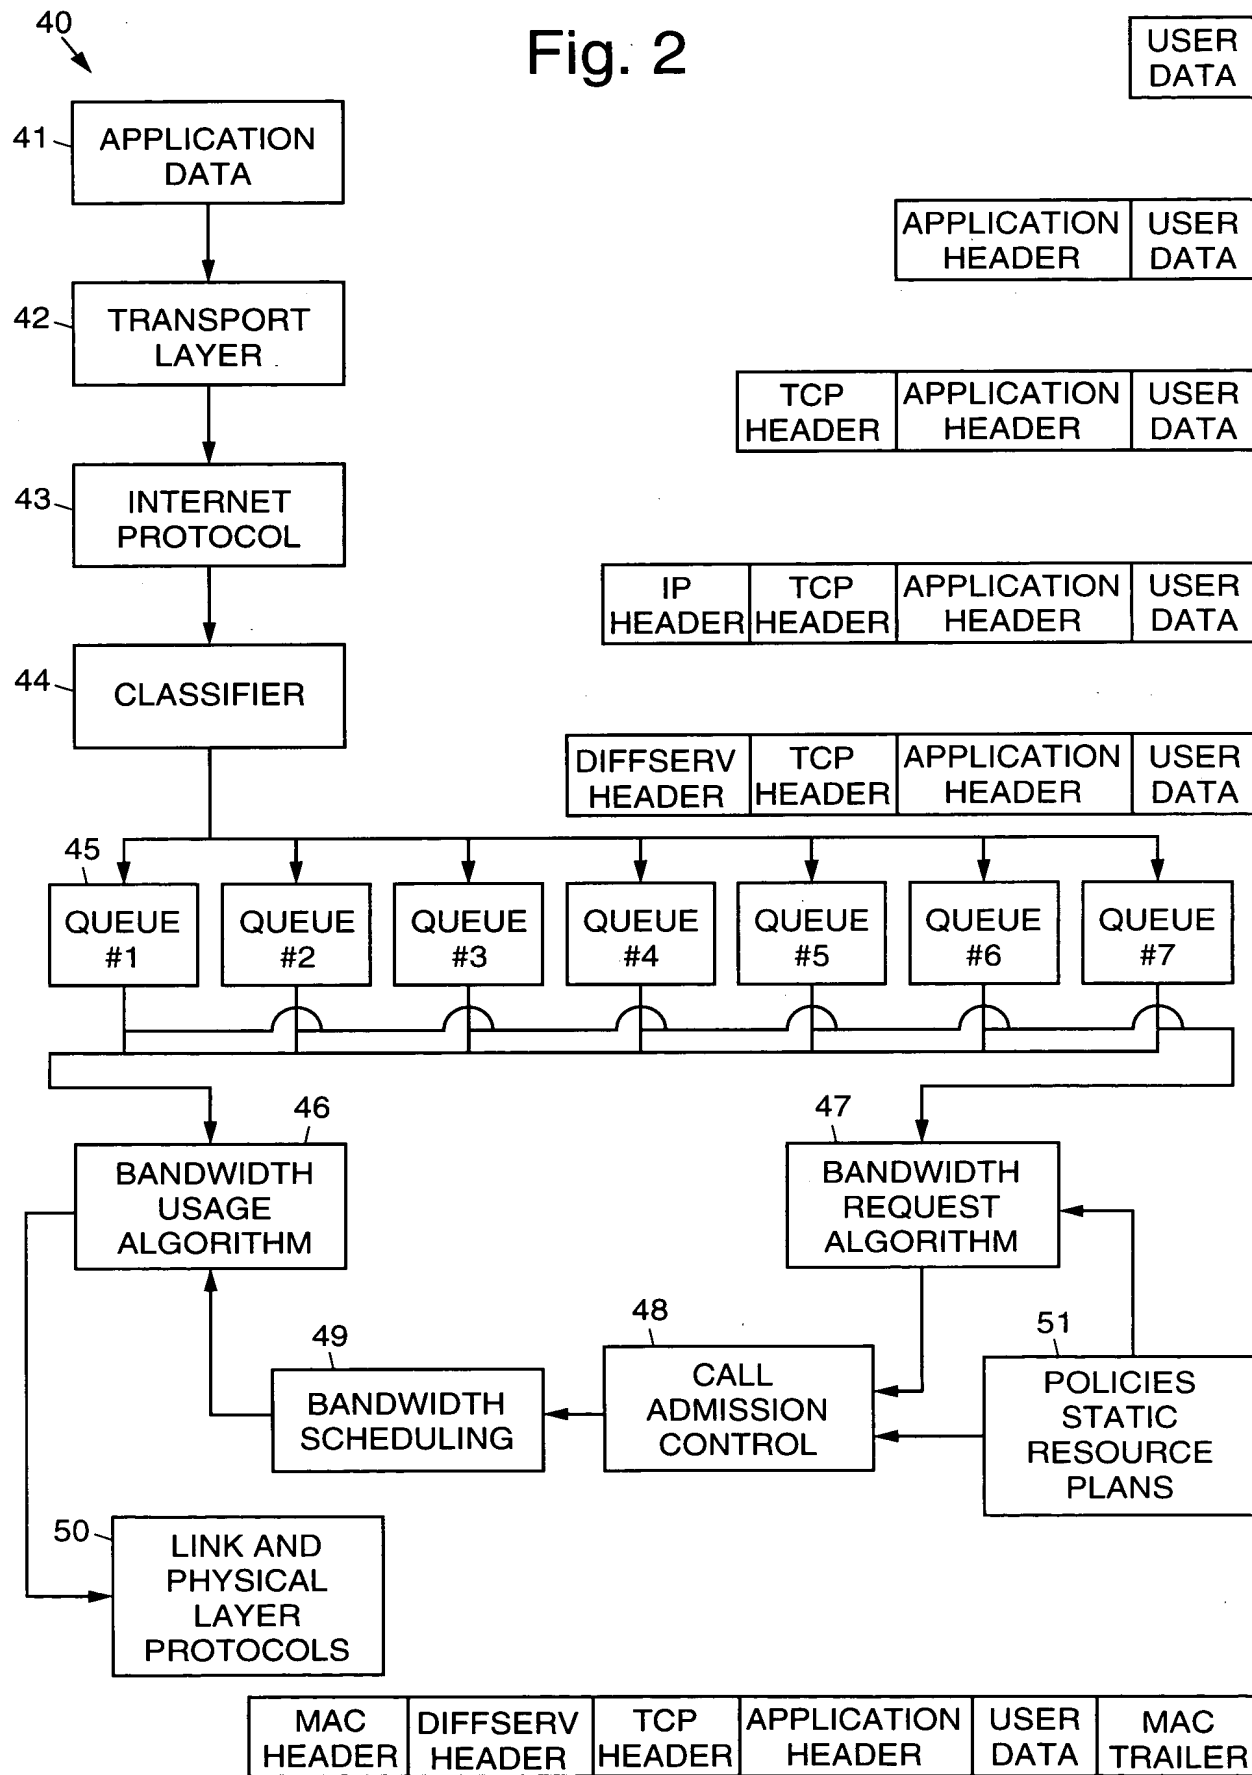 40
Fig. 2
USER
DATA
41
APPLICATION
DATA
APPLICATION
HEADER
USER
DATA
42
TRANSPORT
LAYER
TCP
HEADER
APPLICATION
HEADER
USER
DATA
43
INTERNET
PROTOCOL
IP
HEADER
TCP
HEADER
APPLICATION
HEADER
USER
DATA
44
CLASSIFIER
DIFFSERV
HEADER
TCP
HEADER
APPLICATION
HEADER
USER
DATA
45
QUEUE
#1
QUEUE
#2
QUEUE
#3
QUEUE
#4
QUEUE
#5
QUEUE
#6
QUEUE
#7
46
BANDWIDTH
USAGE
ALGORITHM
47
BANDWIDTH
REQUEST
ALGORITHM
48
CALL
ADMISSION
CONTROL
49
BANDWIDTH
SCHEDULING
51
POLICIES
STATIC
RESOURCE
PLANS
50
LINK AND
PHYSICAL
LAYER
PROTOCOLS
MAC
HEADER
DIFFSERV
HEADER
TCP
HEADER
APPLICATION
HEADER
USER
DATA
MAC
TRAILER